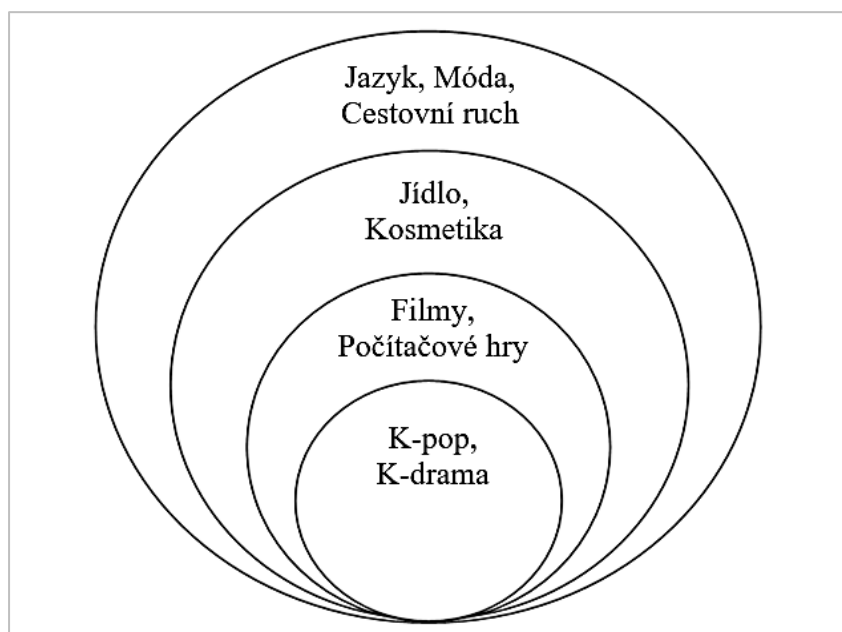 Jazyk, Móda,
Cestovní ruch
Jídlo,
Kosmetika
Filmy,
Počítačové hry
K-pop,
K-drama